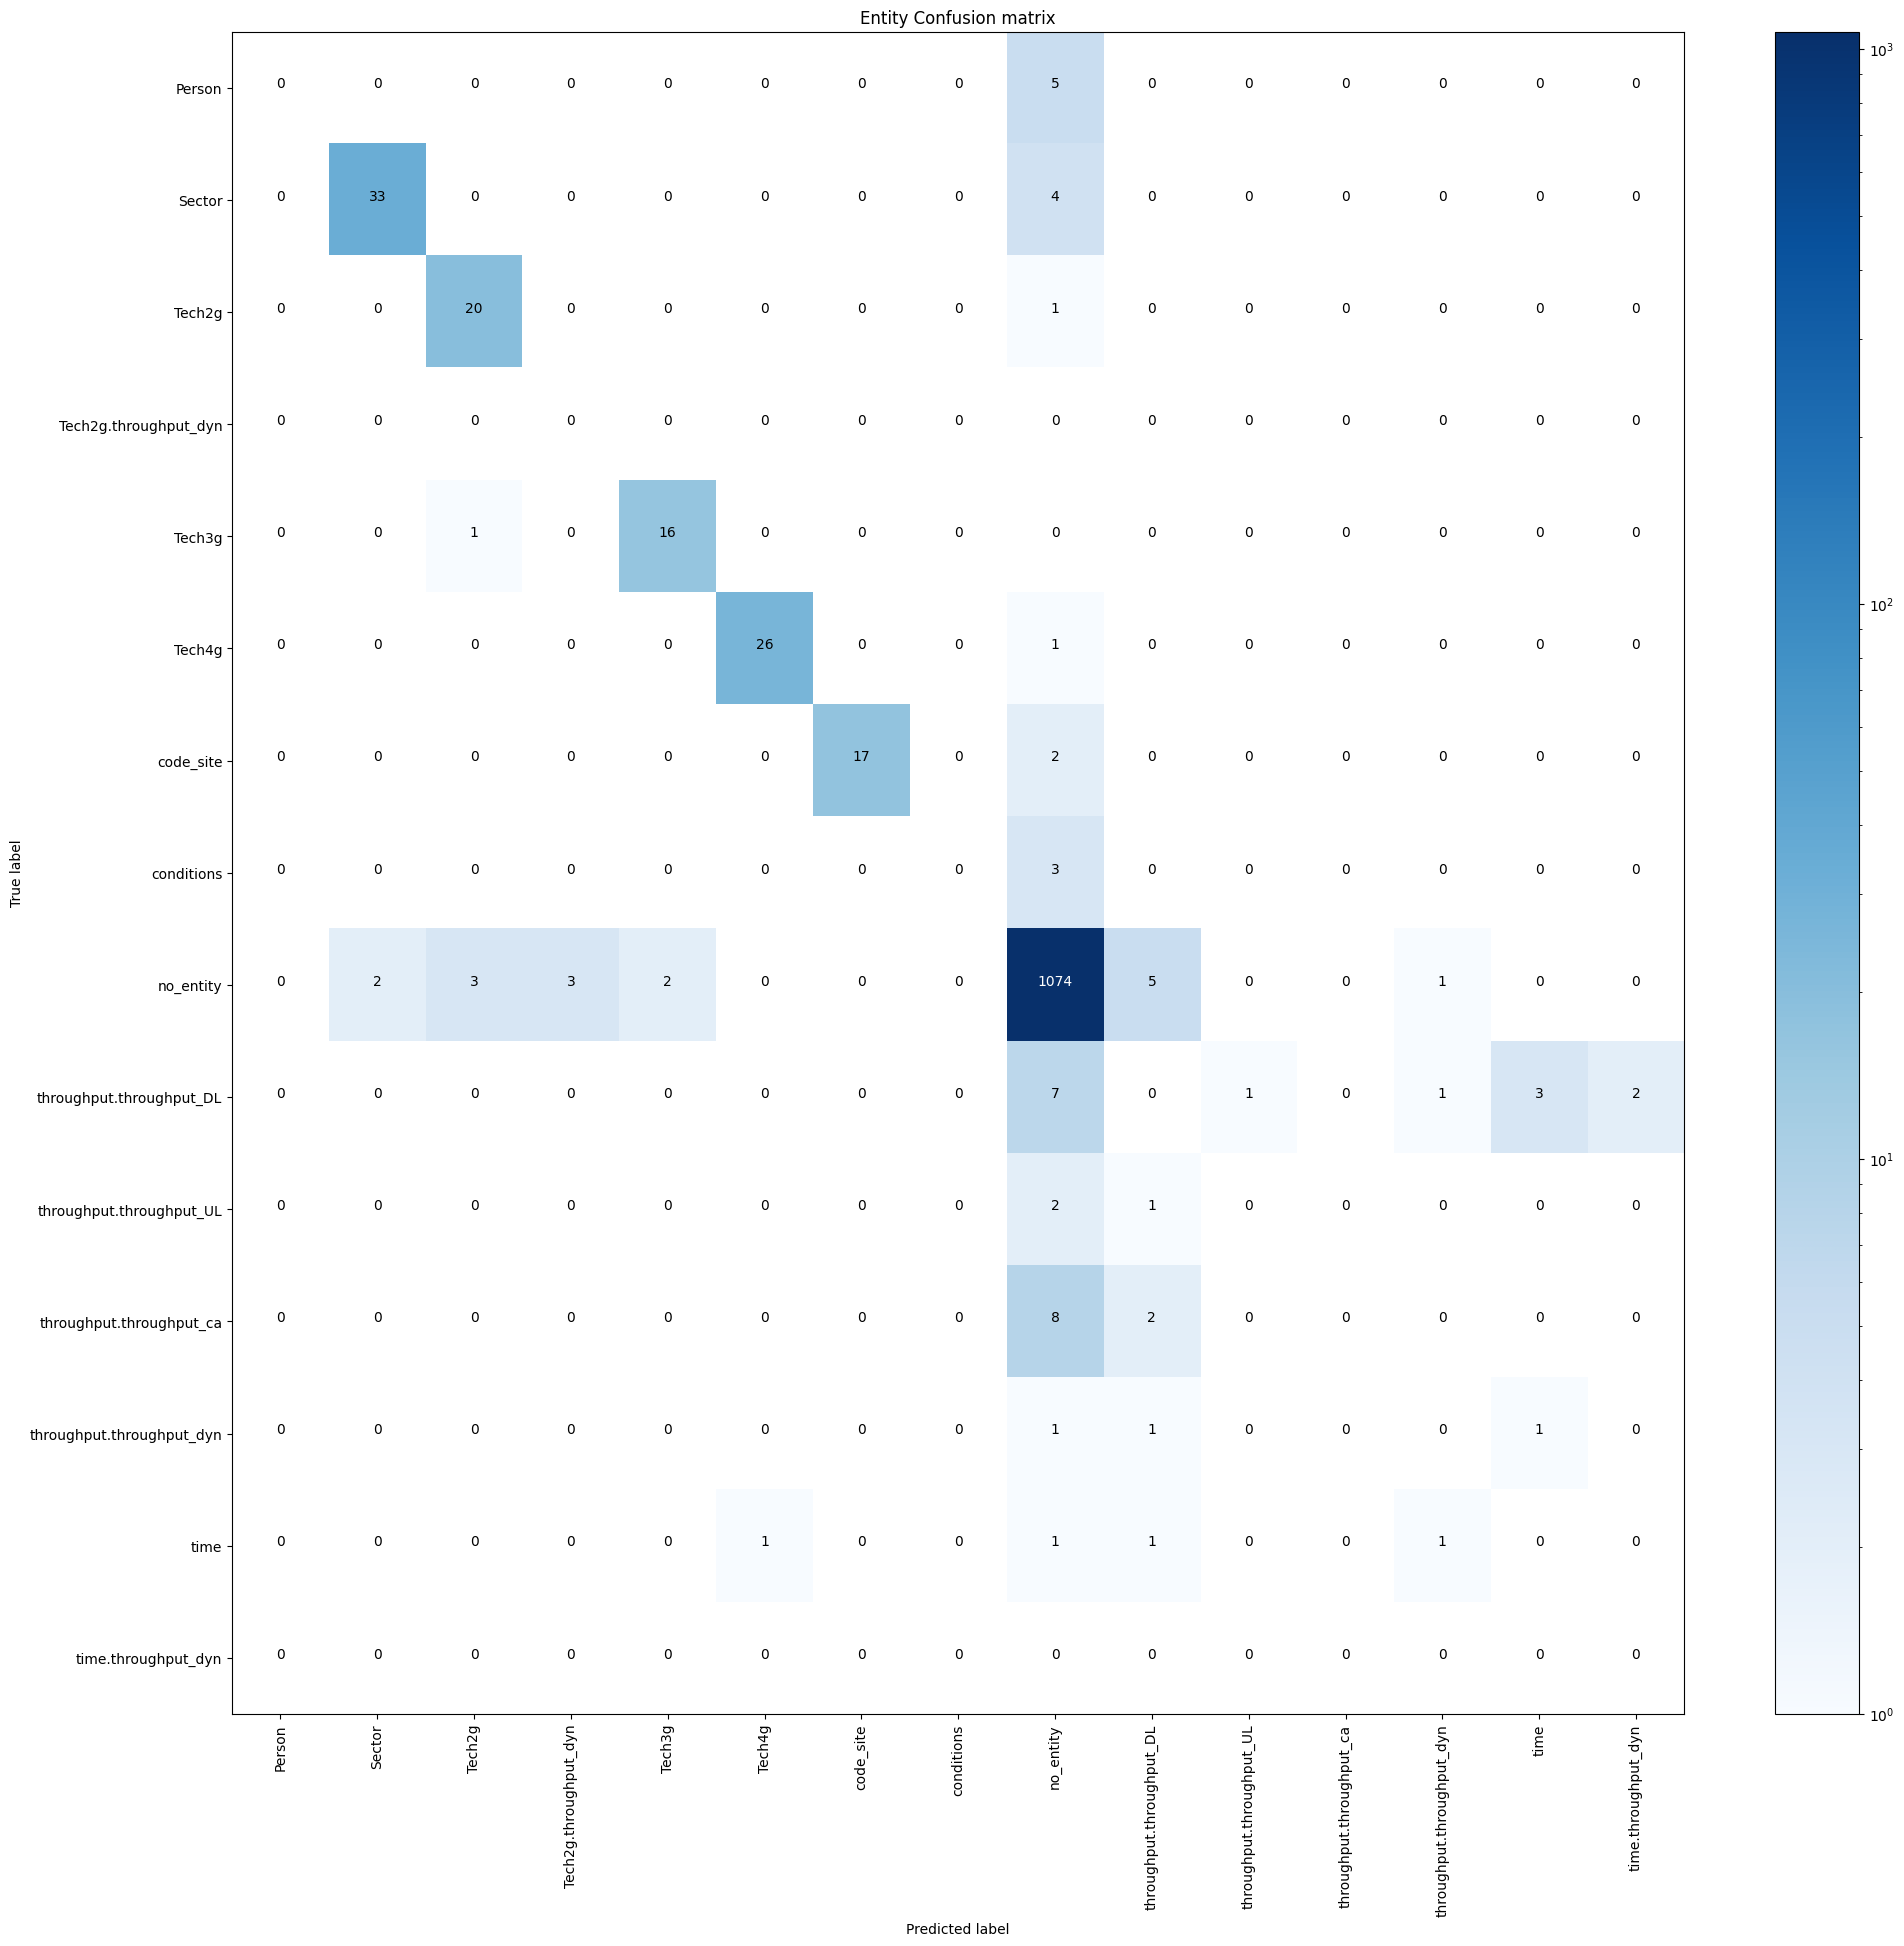 Entity Confusion matrix
Person 0 0 0 0 0 0 0 0 5 0 0 0 0 0 0
Sector 0 33 0 0 0 0 0 0 4 0 0 0 0 0 0
Tech2g 0 0 20 0 0 0 0 0 1 0 0 0 0 0 0
Tech2g.throughput_dyn 0 0 0 0 0 0 0 0 0 0 0 0 0 0 0
Tech3g 0 0 1 0 16 0 0 0 0 0 0 0 0 0 0
Tech4g 0 0 0 0 0 26 0 0 1 0 0 0 0 0 0
code_site 0 0 0 0 0 0 17 0 2 0 0 0 0 0 0
conditions 0 0 0 0 0 0 0 0 3 0 0 0 0 0 0
no_entity 0 2 3 3 2 0 0 0 1074 5 0 0 1 0 0
throughput.throughput_DL 0 0 0 0 0 0 0 0 7 0 1 0 1 3 2
throughput.throughput_UL 0 0 0 0 0 0 0 0 2 1 0 0 0 0 0
throughput.throughput_ca 0 0 0 0 0 0 0 0 8 2 0 0 0 0 0
throughput.throughput_dyn 0 0 0 0 0 0 0 0 1 1 0 0 0 1 0
time 0 0 0 0 0 1 0 0 1 1 0 0 1 0 0
time.throughput_dyn 0 0 0 0 0 0 0 0 0 0 0 0 0 0 0
True label
Person
Sector
Tech2g
Tech2g.throughput_dyn
Tech3g
Tech4g
code_site
conditions
no_entity
throughput.throughput_DL
throughput.throughput_UL
throughput.throughput_ca
throughput.throughput_dyn
time
time.throughput_dyn
Predicted label
10³
10²
10¹
10⁰